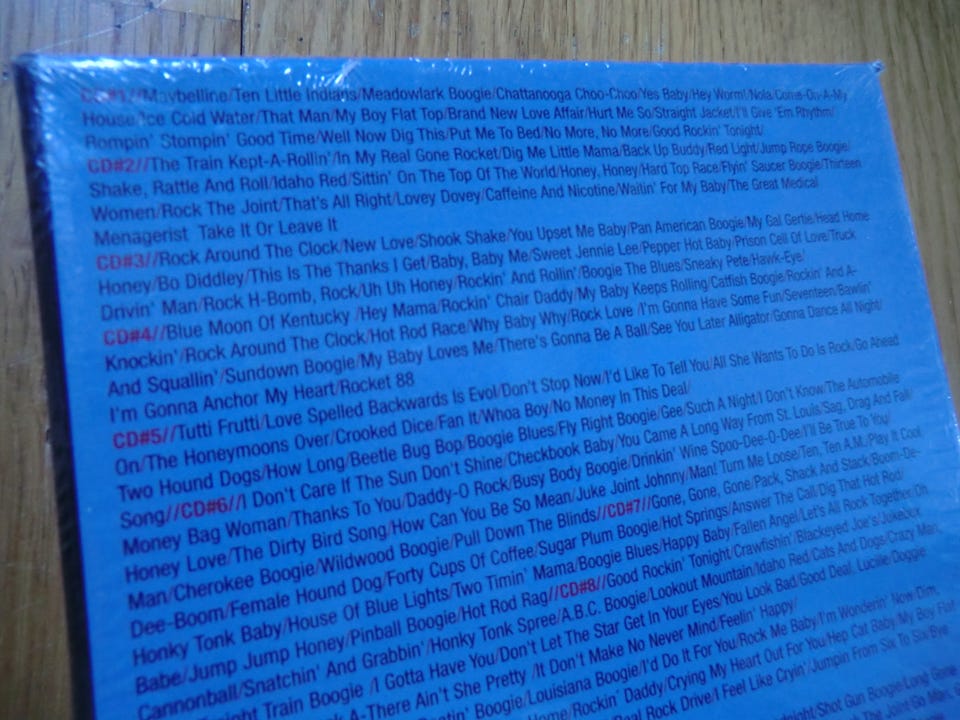 CD#1//Maybelline/Ten Little Indians/Meadowlark Boogie/Chattanooga Choo-Choo/Yes Baby/Hey Worm!/Nola/Come-On-A-My
House/Ice Cold Water/That Man/My Boy Flat Top/Brand New Love Affair/Hurt Me So/Straight Jacket/I'll Give 'Em Rhythm/
Rompin' Stompin' Good Time/Well Now Dig This/Put Me To Bed/No More, No More/Good Rockin' Tonight/
CD#2//The Train Kept-A-Rollin'/In My Real Gone Rocket/Dig Me Little Mama/Back Up Buddy/Red Light/Jump Rope Boogie/
Shake, Rattle And Roll/Idaho Red/Sittin' On The Top Of The World/Honey, Honey/Hard Top Race/Flyin' Saucer Boogie/Thirteen
Women/Rock The Joint/That's All Right/Lovey Dovey/Caffeine And Nicotine/Waitin' For My Baby/The Great Medical
Menagerist Take It Or Leave It
CD#3//Rock Around The Clock/New Love/Shook Shake/You Upset Me Baby/Pan American Boogie/My Gal Gertie/Head Home
Honey/Bo Diddley/This Is The Thanks I Get/Baby, Baby Me/Sweet Jennie Lee/Pepper Hot Baby/Prison Cell Of Love/Truck
Drivin' Man/Rock H-Bomb, Rock/Uh Uh Honey/Rockin' And Rollin'/Boogie The Blues/Sneaky Pete/Hawk-Eye/
CD#4//Blue Moon Of Kentucky /Hey Mama/Rockin' Chair Daddy/My Baby Keeps Rolling/Catfish Boogie/Rockin' And A-
Knockin'/Rock Around The Clock/Hot Rod Race/Why Baby Why/Rock Love /I'm Gonna Have Some Fun/Seventeen/Bawlin'
And Squallin'/Sundown Boogie/My Baby Loves Me/There's Gonna Be A Ball/See You Later Alligator/Gonna Dance All Night/
I'm Gonna Anchor My Heart/Rocket 88
CD#5//Tutti Frutti/Love Spelled Backwards Is Evol/Don't Stop Now/I'd Like To Tell You/All She Wants To Do Is Rock/Go Ahead
On/The Honeymoons Over/Crooked Dice/Fan It/Whoa Boy/No Money In This Deal/
Two Hound Dogs/How Long/Beetle Bug Bop/Boogie Blues/Fly Right Boogie/Gee/Such A Night/I Don't Know/The Automobile
Song//CD#6//I Don't Care If The Sun Don't Shine/Checkbook Baby/You Came A Long Way From St. Louis/Sag, Drag And Fall/
Money Bag Woman/Thanks To You/Daddy-O Rock/Busy Body Boogie/Drinkin' Wine Spoo-Dee-O-Dee/I'll Be True To You/
Honey Love/The Dirty Bird Song/How Can You Be So Mean/Juke Joint Johnny/Man! Turn Me Loose/Ten, Ten A.M./Play It Cool
Man/Cherokee Boogie/Wildwood Boogie/Pull Down The Blinds//CD#7//Gone, Gone, Gone/Pack, Shack And Stack/Boom-De-
Dee-Boom/Female Hound Dog/Forty Cups Of Coffee/Sugar Plum Boogie/Hot Springs/Answer The Call/Dig That Hot Rod/
Honky Tonk Baby/House Of Blue Lights/Two Timin' Mama/Boogie Blues/Happy Baby/Fallen Angel/Let's All Rock Together/Oh
Babe/Jump Jump Honey/Pinball Boogie/Hot Rod Rag//CD#8//Good Rockin' Tonight/Crawfishin'/Blackeyed Joe's/Jukebox
Cannonball/Snatchin' And Grabbin'/Honky Tonk Spree/A.B.C. Boogie/Lookout Mountain/Idaho Red/Cats And Dogs/Crazy Man,
Train Boogie /I Gotta Have You/Don't Let The Star Get In Your Eyes/You Look Bad/Good Deal, Lucille/Doggie
A-There Ain't She Pretty /It Don't Make No Never Mind/Feelin' Happy/
Boogie/Louisiana Boogie/I'd Do It For You/Rock Me Baby/I'm Wonderin' Now Dim,
Home/Rockin' Daddy/Crying My Heart Out For You/Hep Cat Baby/My Boy Flat
Real Rock Drive/I Feel Like Cryin'/Jumpin From Six To Six/Bye
Shot Gun Boogie/Long Gone
The Joint/Go Man,